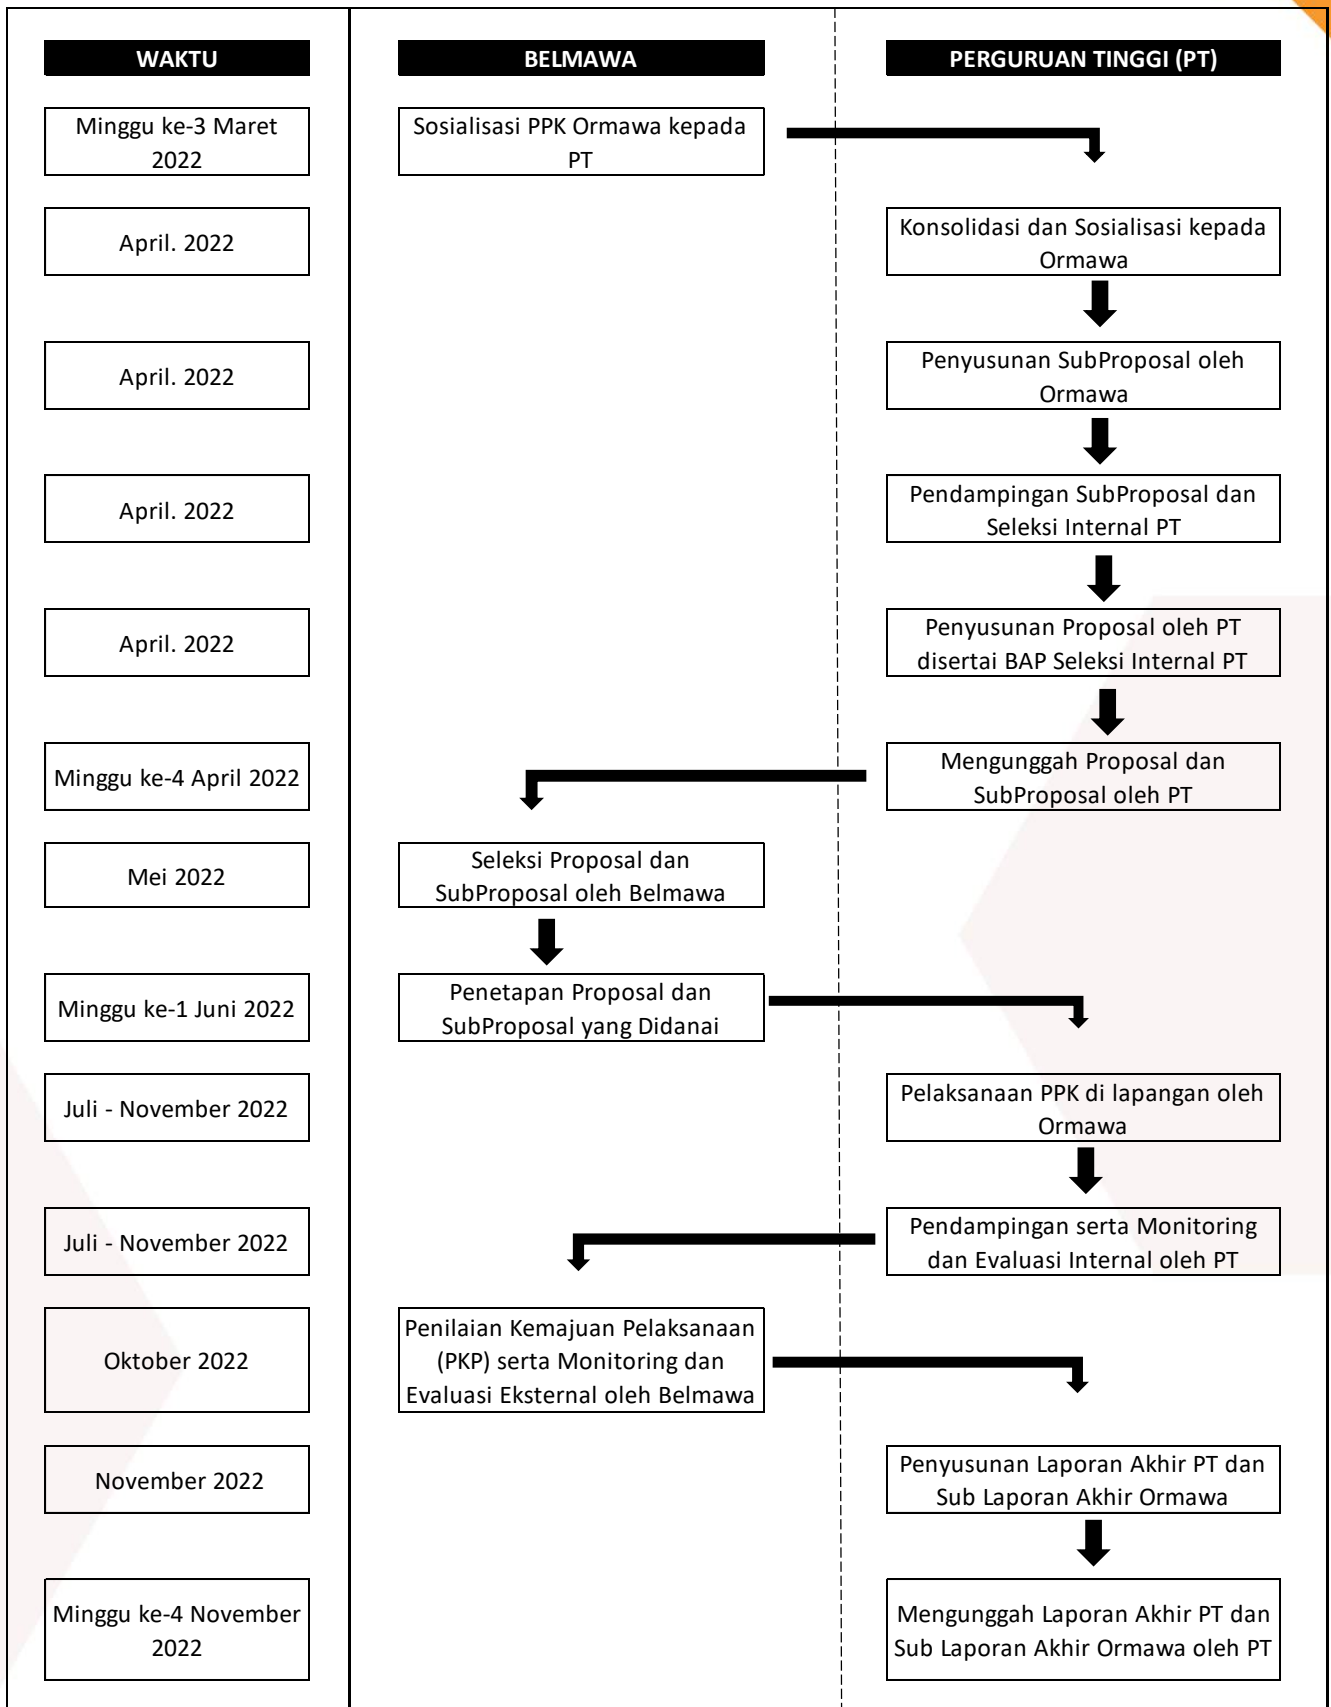 WAKTU
BELMAWA
PERGURUAN TINGGI (PT)
Minggu ke-3 Maret
2022
Sosialisasi PPK Ormawa kepada
PT
April. 2022
Konsolidasi dan Sosialisasi kepada
Ormawa
April. 2022
Penyusunan SubProposal oleh
Ormawa
April. 2022
Pendampingan SubProposal dan
Seleksi Internal PT
April. 2022
Penyusunan Proposal oleh PT
disertai BAP Seleksi Internal PT
Minggu ke-4 April 2022
Mengunggah Proposal dan
SubProposal oleh PT
Mei 2022
Seleksi Proposal dan
SubProposal oleh Belmawa
Minggu ke-1 Juni 2022
Penetapan Proposal dan
SubProposal yang Didanai
Juli - November 2022
Pelaksanaan PPK di lapangan oleh
Ormawa
Juli - November 2022
Pendampingan serta Monitoring
dan Evaluasi Internal oleh PT
Oktober 2022
Penilaian Kemajuan Pelaksanaan
(PKP) serta Monitoring dan
Evaluasi Eksternal oleh Belmawa
November 2022
Penyusunan Laporan Akhir PT dan
Sub Laporan Akhir Ormawa
Minggu ke-4 November
2022
Mengunggah Laporan Akhir PT dan
Sub Laporan Akhir Ormawa oleh PT